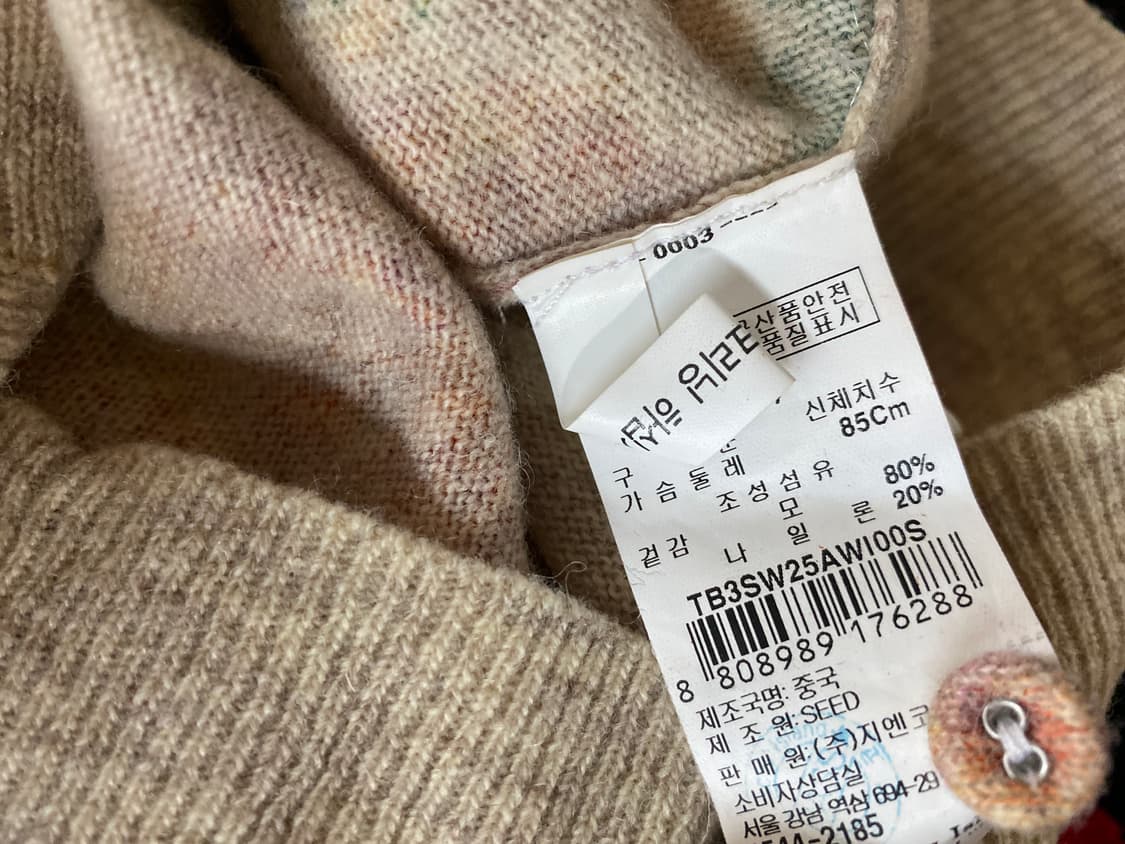 0003
산품안전
품질표시
신체치수
85Cm
구
가슴둘레
조성섬유
모 80%
겉감 나일론 20%
TB3SW25AWI00S
8 808989 176288
제조국명: 중국
제 조 원: SEED
판 매 원: (주)지엔코
소비자상담실
서울 강남 역삼 694-29
544-2185